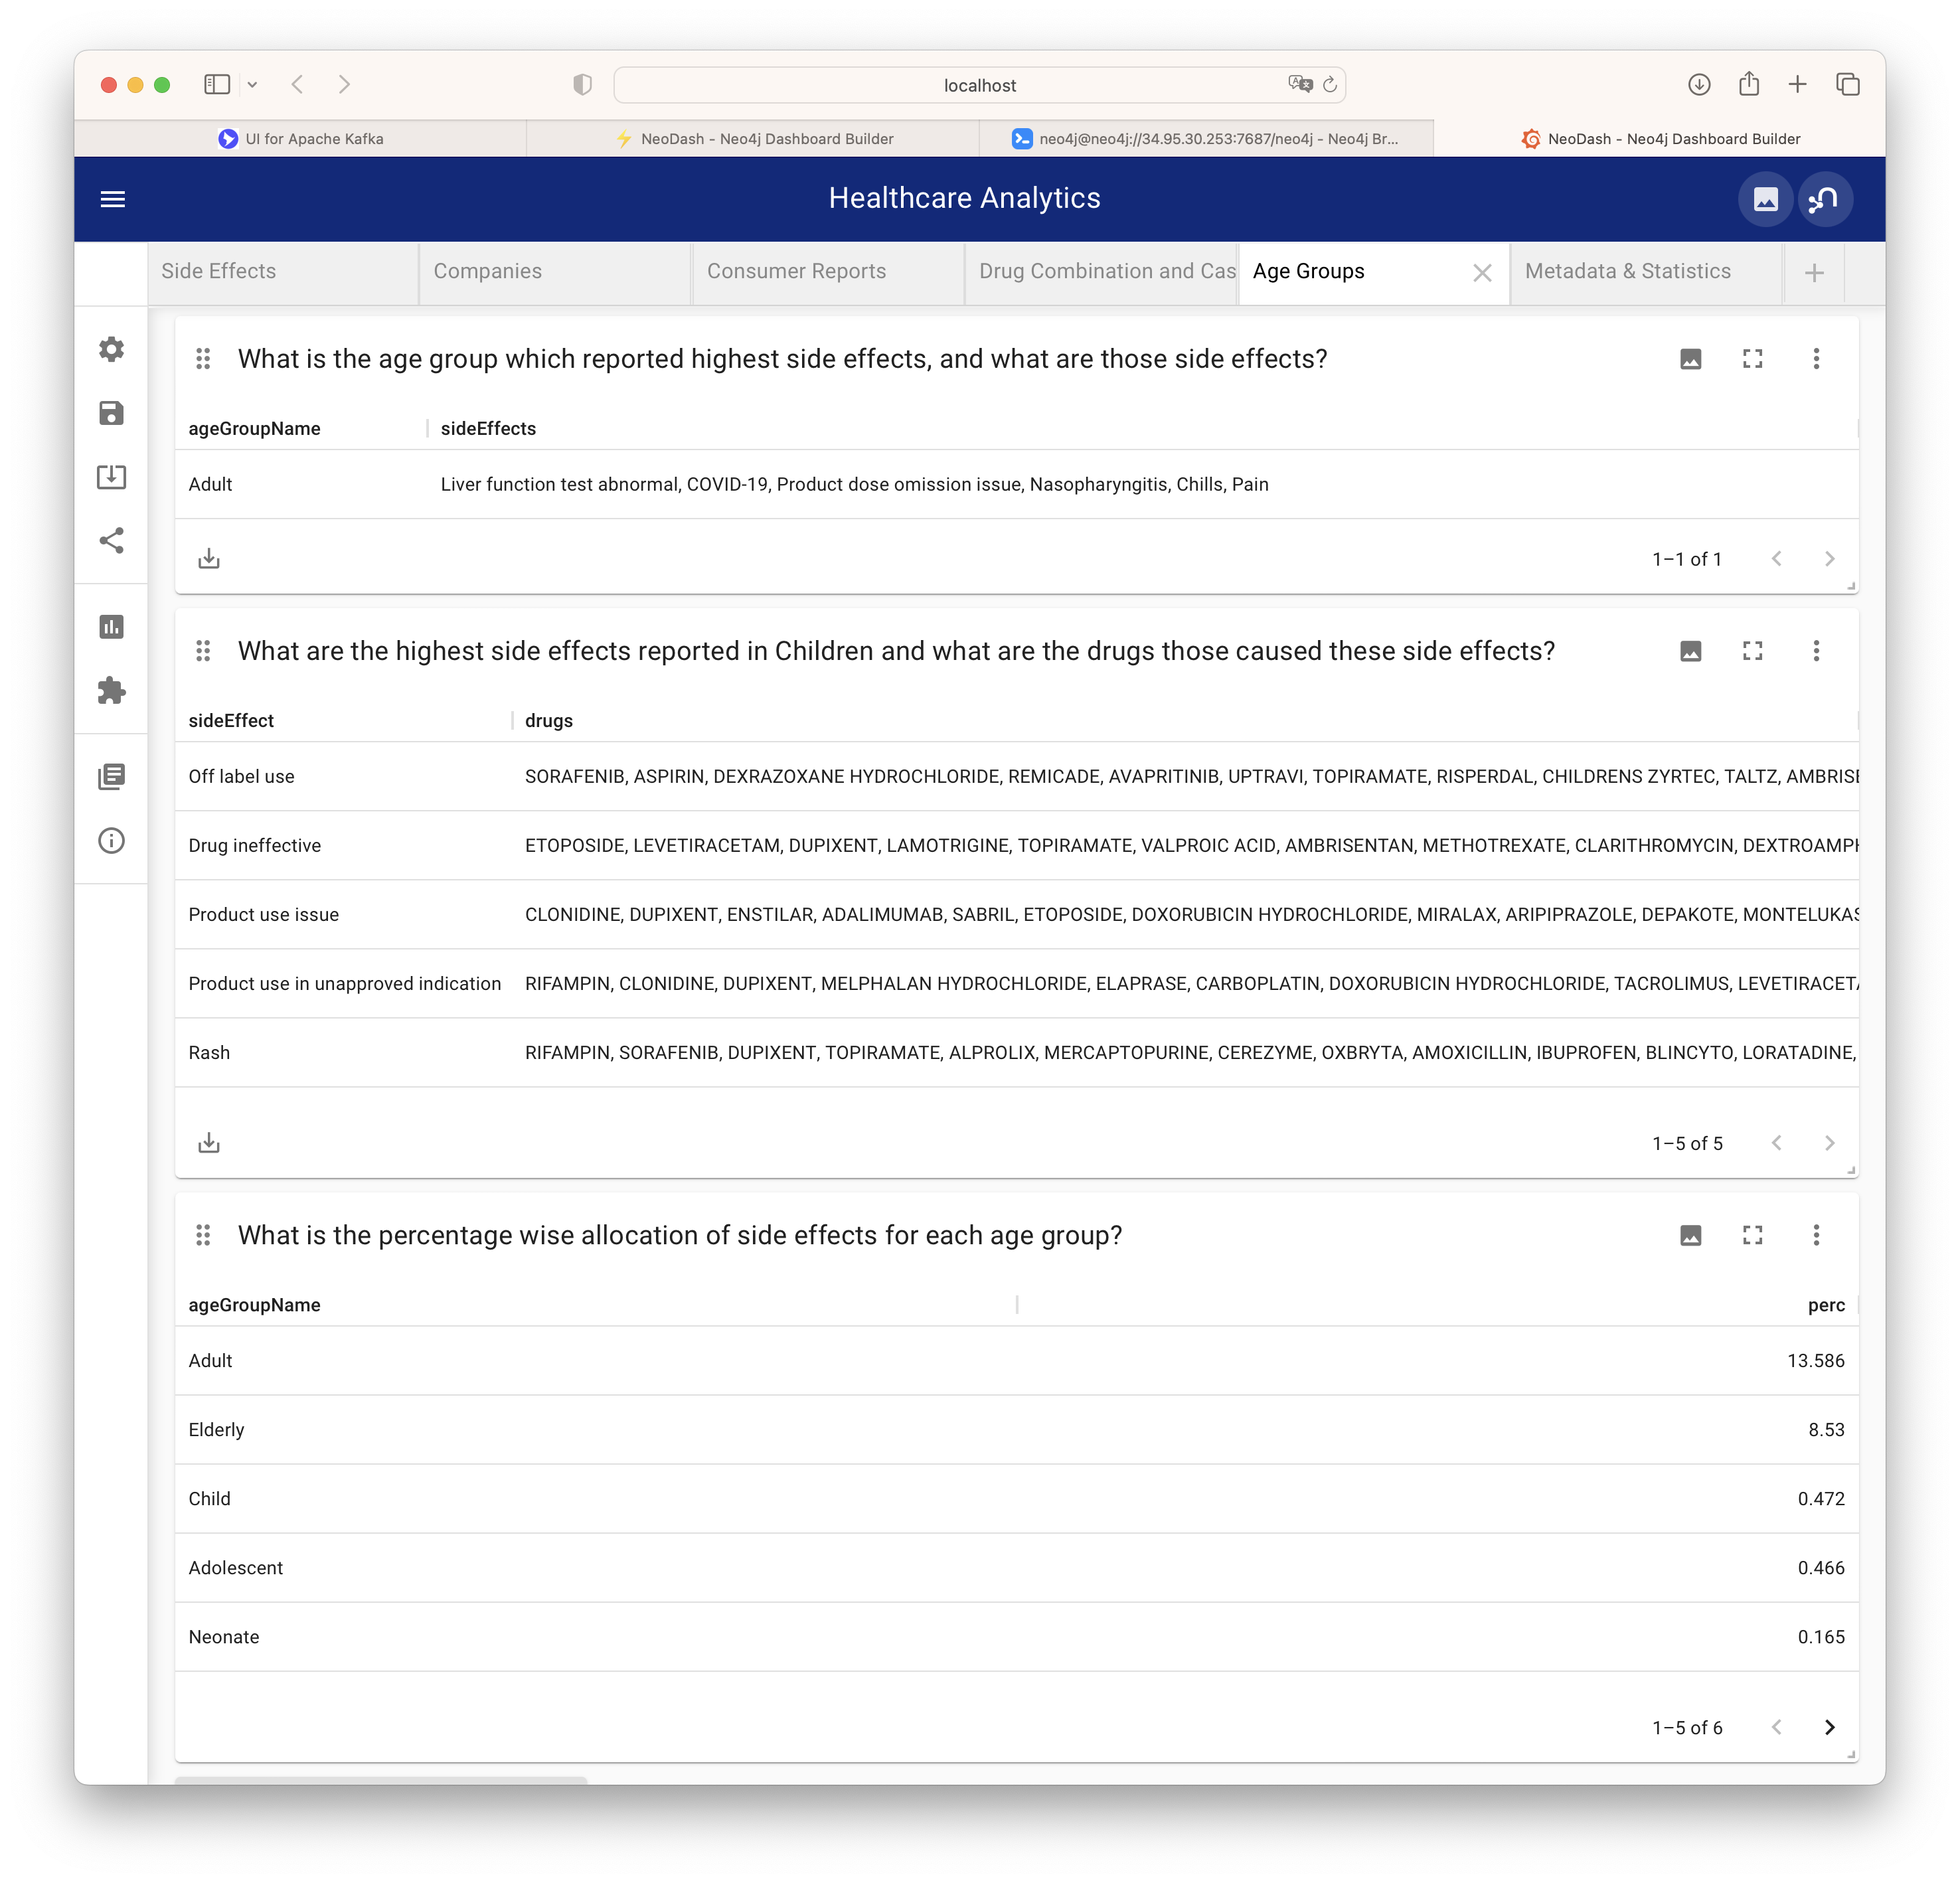 localhost
UI for Apache Kafka
NeoDash - Neo4j Dashboard Builder
neo4j@neo4j://34.95.30.253:7687/neo4j - Neo4j Br...
NeoDash - Neo4j Dashboard Builder
Healthcare Analytics
Side Effects
Companies
Consumer Reports
Drug Combination and Cas
Age Groups
Metadata & Statistics
What is the age group which reported highest side effects, and what are those side effects?
ageGroupName sideEffects
Adult Liver function test abnormal, COVID-19, Product dose omission issue, Nasopharyngitis, Chills, Pain
1–1 of 1
What are the highest side effects reported in Children and what are the drugs those caused these side effects?
sideEffect drugs
Off label use SORAFENIB, ASPIRIN, DEXRAZOXANE HYDROCHLORIDE, REMICADE, AVAPRITINIB, UPTRAVI, TOPIRAMATE, RISPERDAL, CHILDRENS ZYRTEC, TALTZ, AMBRISE
Drug ineffective ETOPOSIDE, LEVETIRACETAM, DUPIXENT, LAMOTRIGINE, TOPIRAMATE, VALPROIC ACID, AMBRISENTAN, METHOTREXATE, CLARITHROMYCIN, DEXTROAMPH
Product use issue CLONIDINE, DUPIXENT, ENSTILAR, ADALIMUMAB, SABRIL, ETOPOSIDE, DOXORUBICIN HYDROCHLORIDE, MIRALAX, ARIPIPRAZOLE, DEPAKOTE, MONTELUKAS
Product use in unapproved indication RIFAMPIN, CLONIDINE, DUPIXENT, MELPHALAN HYDROCHLORIDE, ELAPRASE, CARBOPLATIN, DOXORUBICIN HYDROCHLORIDE, TACROLIMUS, LEVETIRACETA
Rash RIFAMPIN, SORAFENIB, DUPIXENT, TOPIRAMATE, ALPROLIX, MERCAPTOPURINE, CEREZYME, OXBRYTA, AMOXICILLIN, IBUPROFEN, BLINCYTO, LORATADINE,
1–5 of 5
What is the percentage wise allocation of side effects for each age group?
ageGroupName perc
Adult 13.586
Elderly 8.53
Child 0.472
Adolescent 0.466
Neonate 0.165
1–5 of 6